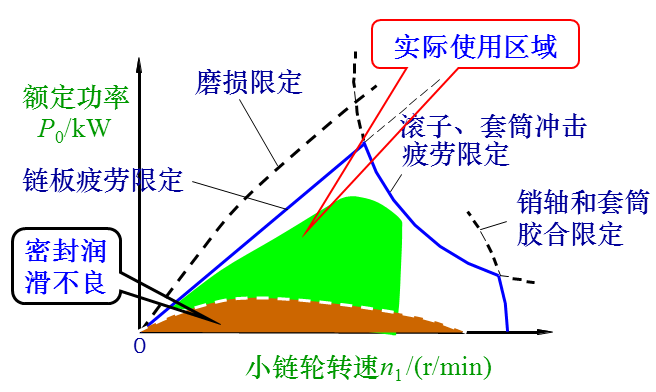 实际使用区域
磨损限定
额定功率
P0/kW
滚子、套筒冲击
疲劳限定
链板疲劳限定
销轴和套筒
胶合限定
密封润
滑不良
O
小链轮转速n1/(r/min)